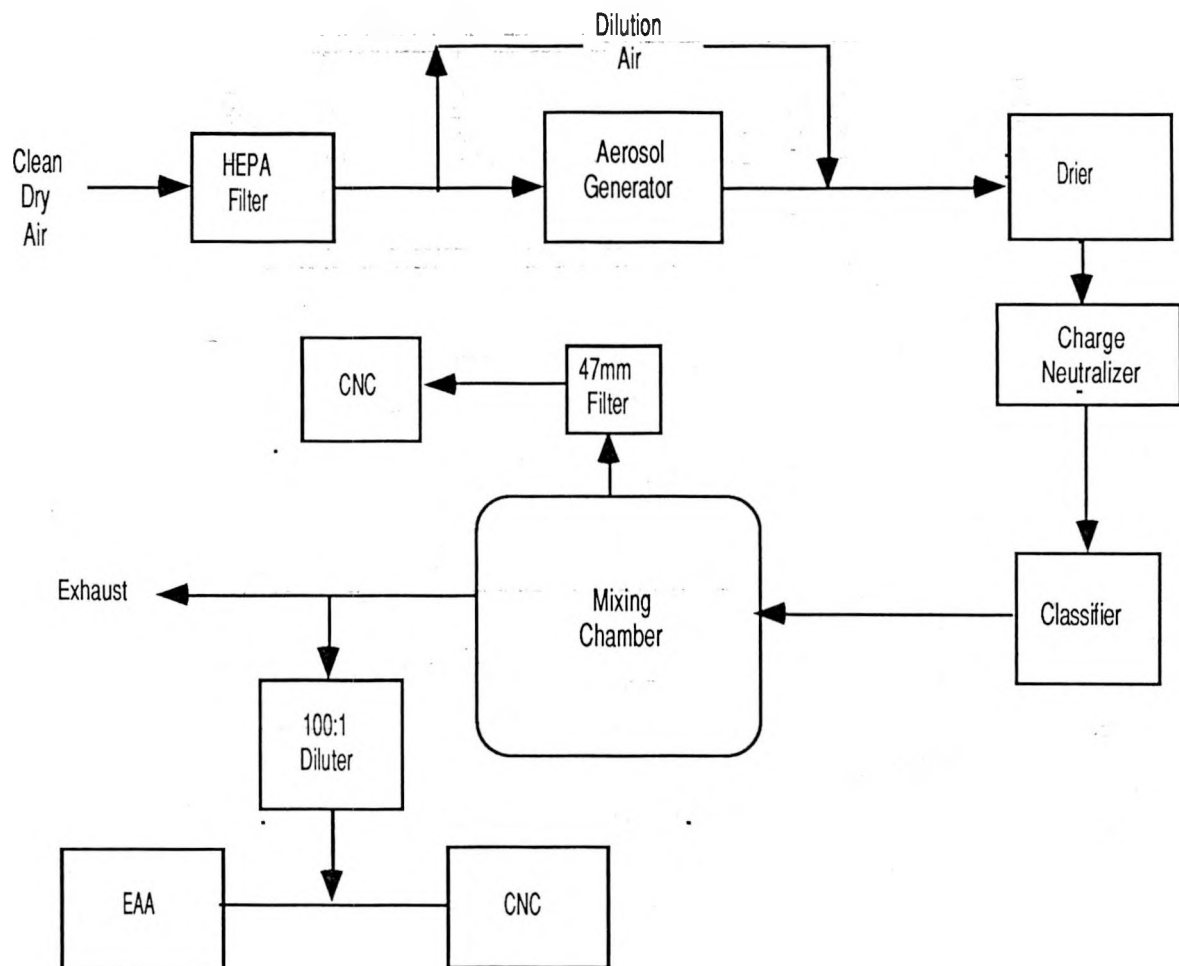 Dilution
Air
Clean
Dry
Air
HEPA
Filter
Aerosol
Generator
Drier
Charge
Neutralizer
CNC
47mm
Filter
Exhaust
Mixing
Chamber
Classifier
100:1
Diluter
EAA
CNC